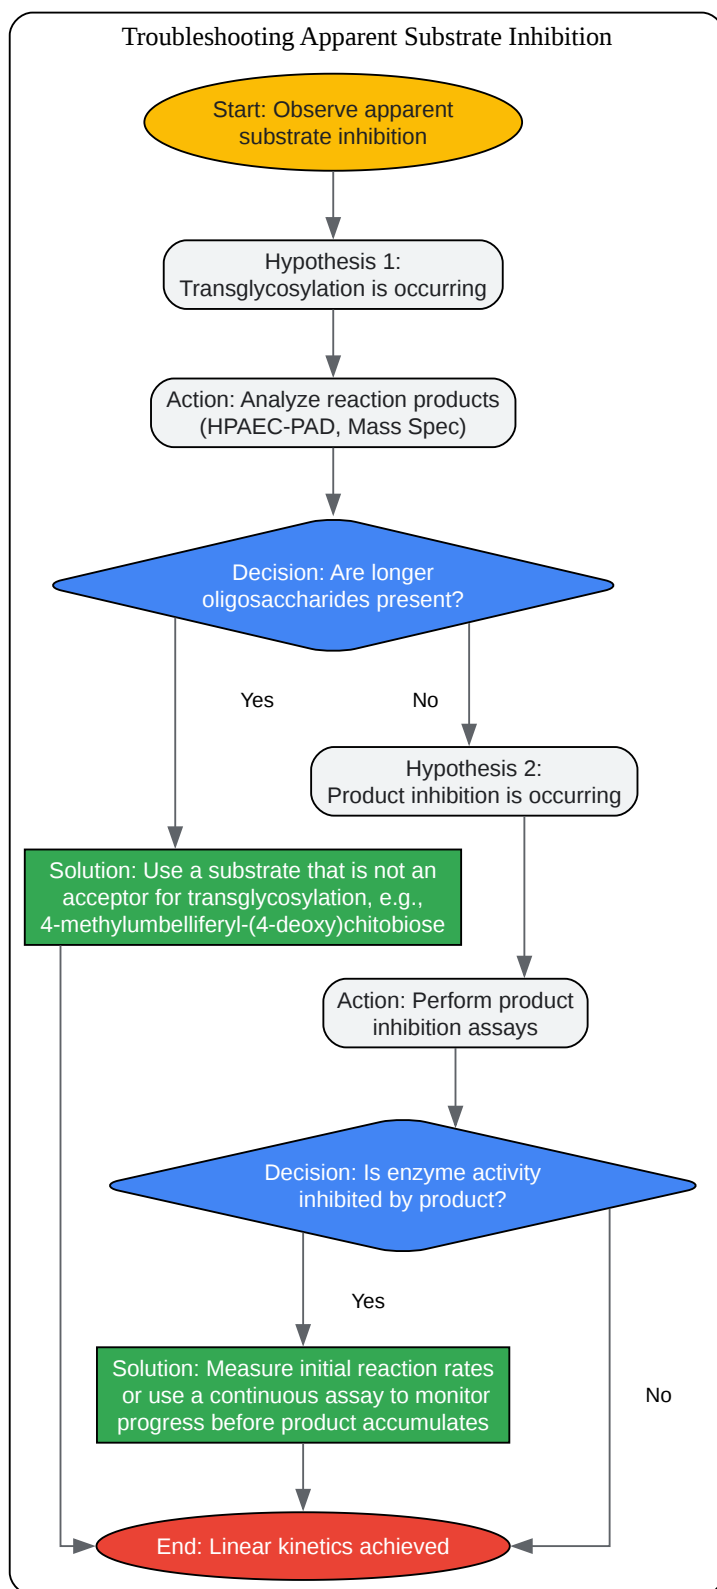 Troubleshooting Apparent Substrate Inhibition
Start: Observe apparent
substrate inhibition
Hypothesis 1:
Transglycosylation is occurring
Action: Analyze reaction products
(HPAEC-PAD, Mass Spec)
Decision: Are longer
oligosaccharides present?
Yes
No
Hypothesis 2:
Product inhibition is occurring
Solution: Use a substrate that is not an
acceptor for transglycosylation, e.g.,
4-methylumbelliferyl-(4-deoxy)chitobiose
Action: Perform product
inhibition assays
Decision: Is enzyme activity
inhibited by product?
Yes
Solution: Measure initial reaction rates
or use a continuous assay to monitor
progress before product accumulates
No
End: Linear kinetics achieved